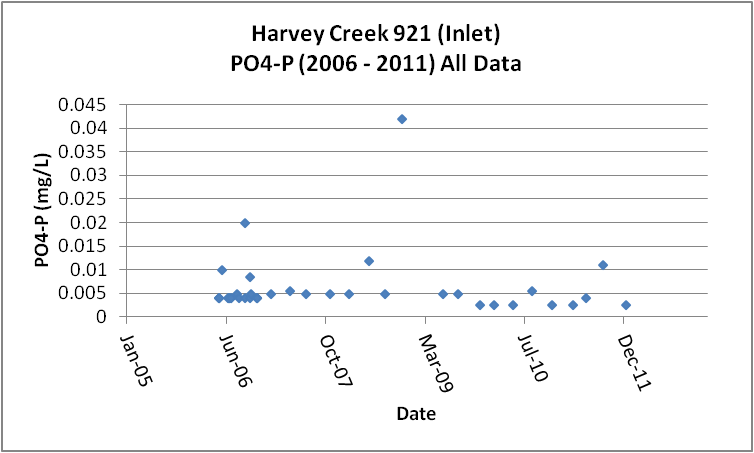 Harvey Creek 921 (Inlet)
PO4-P (2006 - 2011) All Data
0.045
0.04
0.035
0.03
0.025
0.02
0.015
0.01
0.005
0
PO4-P (mg/L)
Jan-05
Jun-06
Oct-07
Mar-09
Jul-10
Dec-11
Date